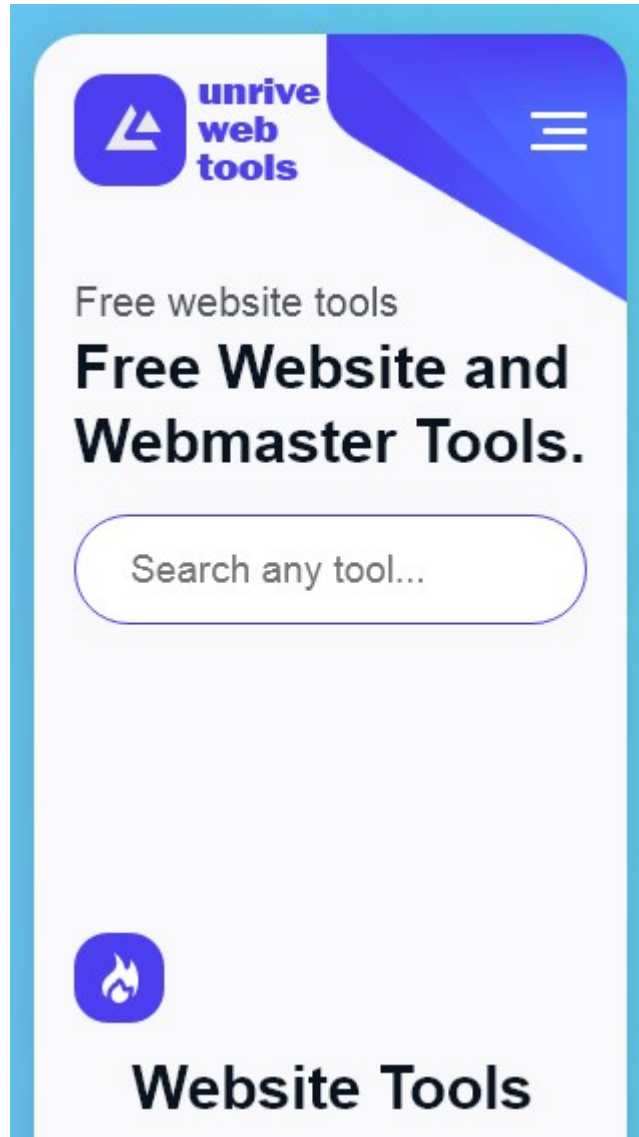 unrive
web
tools
Free website tools
Free Website and
Webmaster Tools.
Search any tool...
Website Tools